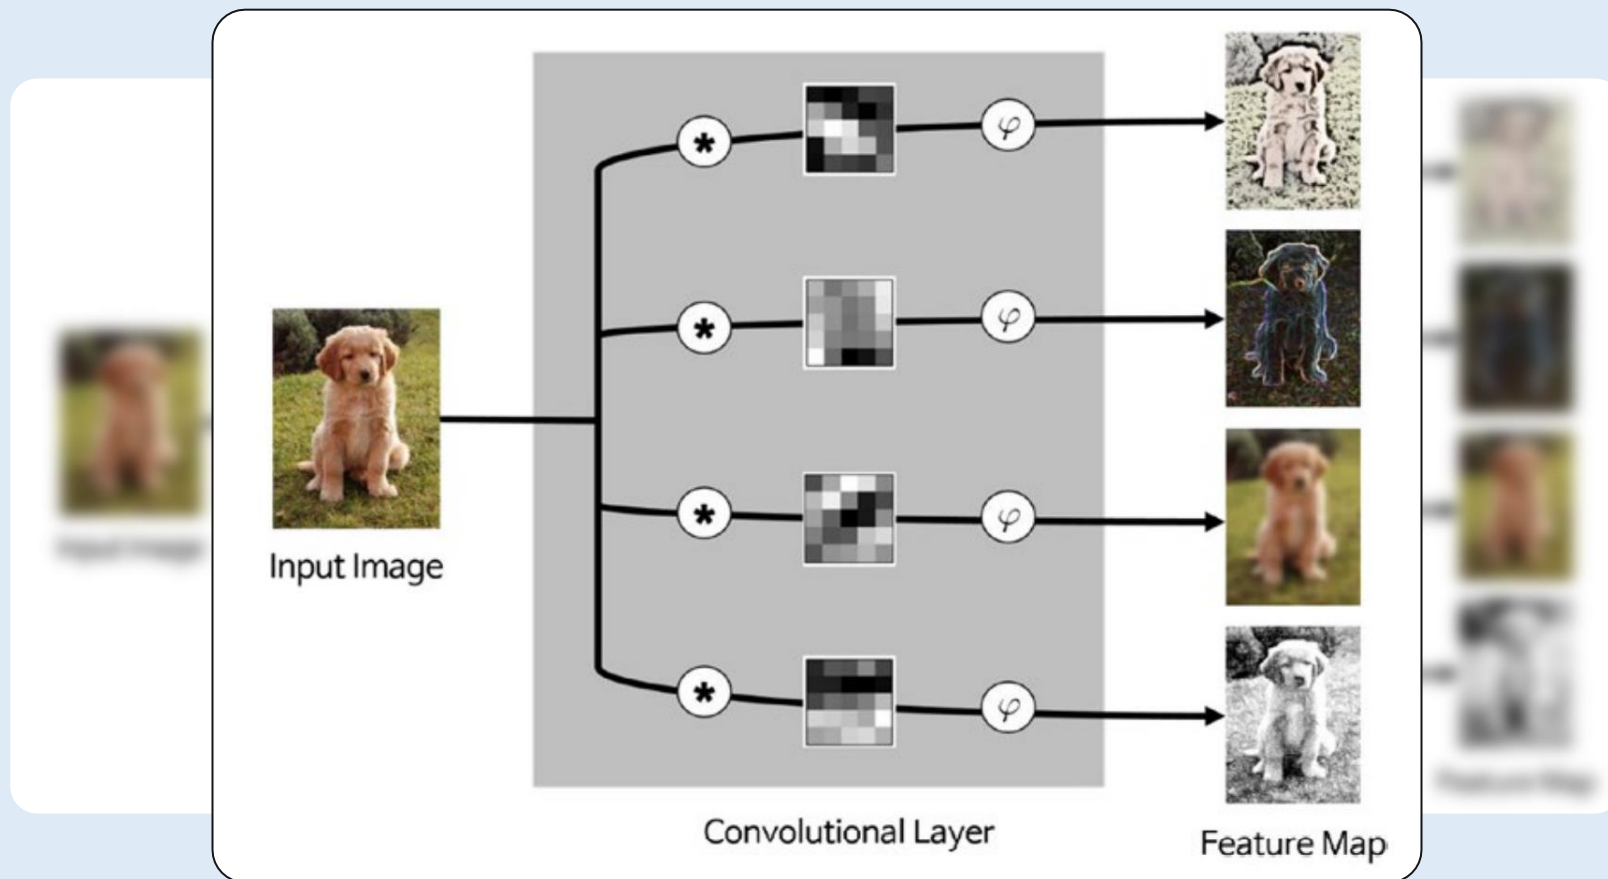 *
φ
*
φ
*
φ
Input Image
*
φ
Convolutional Layer
Feature Map